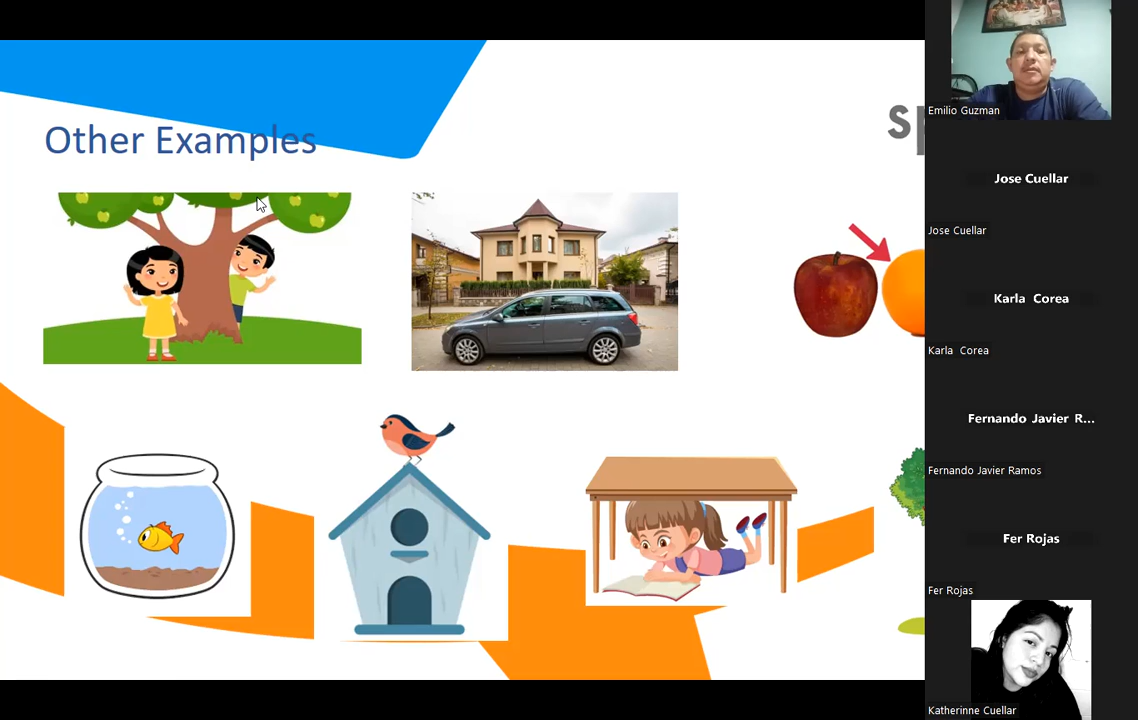 Other Examples
sp
Emilio Guzman
Jose Cuellar
Jose Cuellar
Karla Corea
Karla Corea
Fernando Javier R...
Fernando Javier Ramos
Fer Rojas
Fer Rojas
Katherinne Cuellar